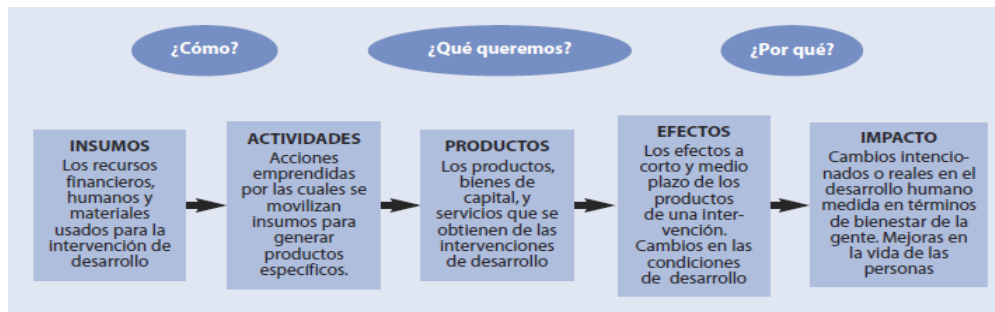 ¿Cómo?
¿Qué queremos?
¿Por qué?
INSUMOS
Los recursos
financieros,
humanos y
materiales
usados para la
intervención de
desarrollo
ACTIVIDADES
Acciones
emprendidas
por las cuales se
movilizan
insumos para
generar
productos
específicos.
PRODUCTOS
Los productos,
bienes de
capital, y
servicios que se
obtienen de las
intervenciones
de desarrollo
EFECTOS
Los efectos a
corto y medio
plazo de los
productos
de una inter-
vención.
Cambios en las
condiciones
de desarrollo
IMPACTO
Cambios intencio-
nados o reales en el
desarrollo humano
medida en términos
de bienestar de la
gente. Mejoras en
la vida de las
personas